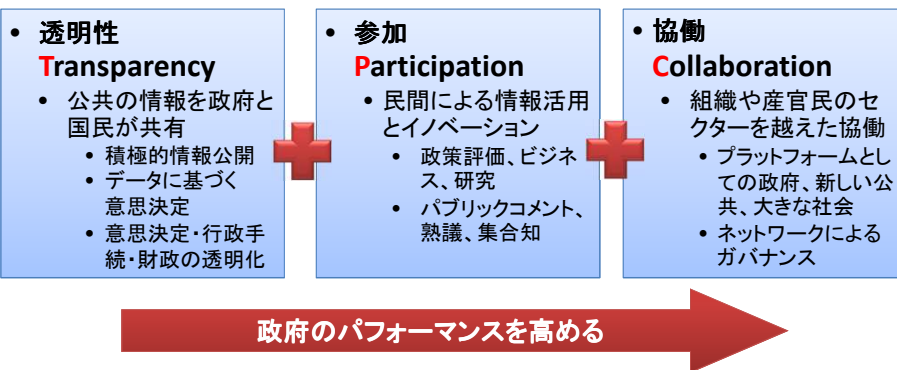 • 透明性
Transparency
• 公共の情報を政府と
国民が共有
• 積極的情報公開
• データに基づく
意思決定
• 意思決定・行政手
続・財政の透明化
• 参加
Participation
• 民間による情報活用
とイノベーション
• 政策評価、ビジネ
ス、研究
• パブリックコメント、
熟議、集合知
• 協働
Collaboration
• 組織や産官民のセ
クターを越えた協働
• プラットフォームとし
ての政府、新しい公
共、大きな社会
• ネットワークによる
ガバナンス
政府のパフォーマンスを高める